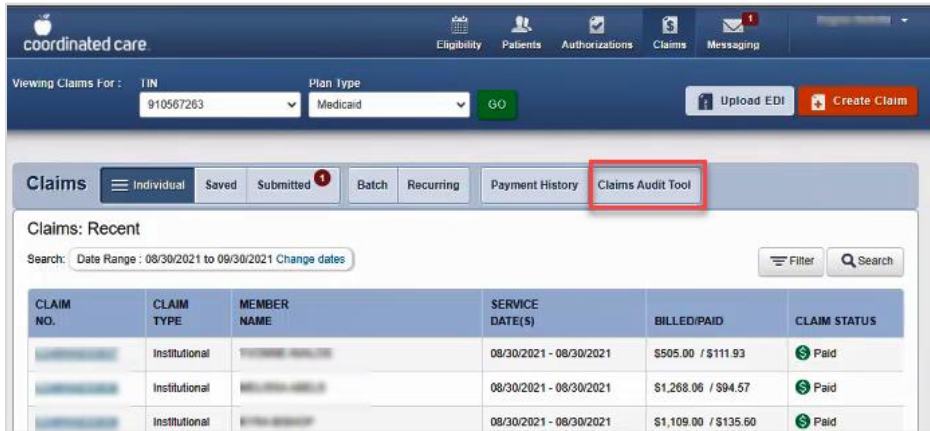 coordinated care
Eligibility Patients Authorizations Claims Messaging 1
Viewing Claims For : TIN Plan Type
910567263 Medicaid GO Upload EDI Create Claim
Claims Individual Saved Submitted 1 Batch Recurring Payment History Claims Audit Tool
Claims: Recent
Search: Date Range : 08/30/2021 to 09/30/2021 Change dates Filter Search
CLAIM NO. CLAIM TYPE MEMBER NAME SERVICE DATE(S) BILLED/PAID CLAIM STATUS
Institutional 08/30/2021 - 08/30/2021 $505.00 / $111.93 Paid
Institutional 08/30/2021 - 08/30/2021 $1,268.06 / $94.57 Paid
Institutional 08/30/2021 - 08/30/2021 $1,109.00 / $135.60 Paid